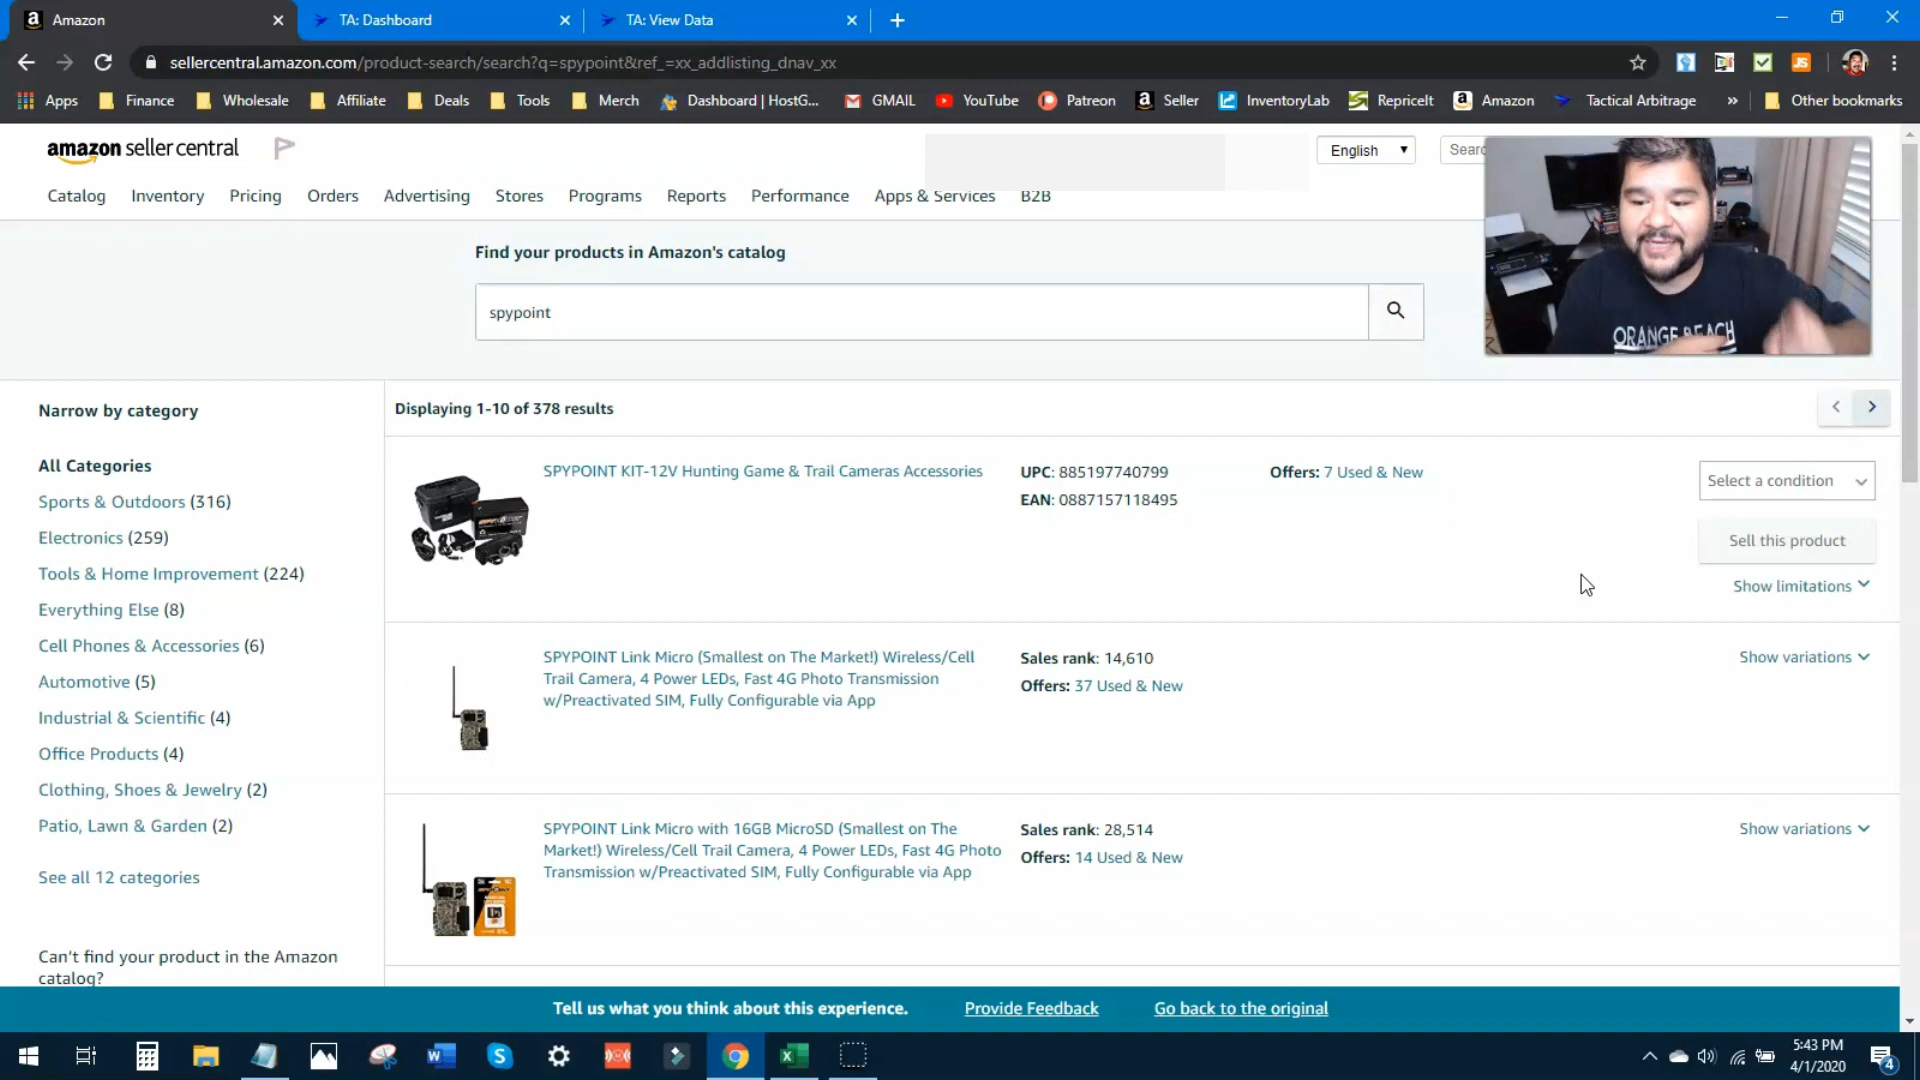 Amazon
TA: Dashboard
TA: View Data
sellercentral.amazon.com/product-search/search?q=spypoint&ref_=xx_addlisting_dnav_xx
Apps
Finance
Wholesale
Affiliate
Deals
Tools
Merch
Dashboard | HostG...
GMAIL
YouTube
Patreon
Seller
InventoryLab
RepriceIt
Amazon
Tactical Arbitrage
»
Other bookmarks
amazon seller central
English
Searc
Catalog
Inventory
Pricing
Orders
Advertising
Stores
Programs
Reports
Performance
Apps & Services
B2B
ORANGE BEACH
Find your products in Amazon's catalog
spypoint
Narrow by category
All Categories
Sports & Outdoors (316)
Electronics (259)
Tools & Home Improvement (224)
Everything Else (8)
Cell Phones & Accessories (6)
Automotive (5)
Industrial & Scientific (4)
Office Products (4)
Clothing, Shoes & Jewelry (2)
Patio, Lawn & Garden (2)
See all 12 categories
Can't find your product in the Amazon
catalog?
Displaying 1-10 of 378 results
SPYPOINT KIT-12V Hunting Game & Trail Cameras Accessories
UPC: 885197740799
EAN: 0887157118495
Offers: 7 Used & New
Select a condition
Sell this product
Show limitations
SPYPOINT Link Micro (Smallest on The Market!) Wireless/Cell
Trail Camera, 4 Power LEDs, Fast 4G Photo Transmission
w/Preactivated SIM, Fully Configurable via App
Sales rank: 14,610
Offers: 37 Used & New
Show variations
SPYPOINT Link Micro with 16GB MicroSD (Smallest on The
Market!) Wireless/Cell Trail Camera, 4 Power LEDs, Fast 4G Photo
Transmission w/Preactivated SIM, Fully Configurable via App
Sales rank: 28,514
Offers: 14 Used & New
Show variations
Tell us what you think about this experience.
Provide Feedback
Go back to the original
5:43 PM
4/1/2020
4